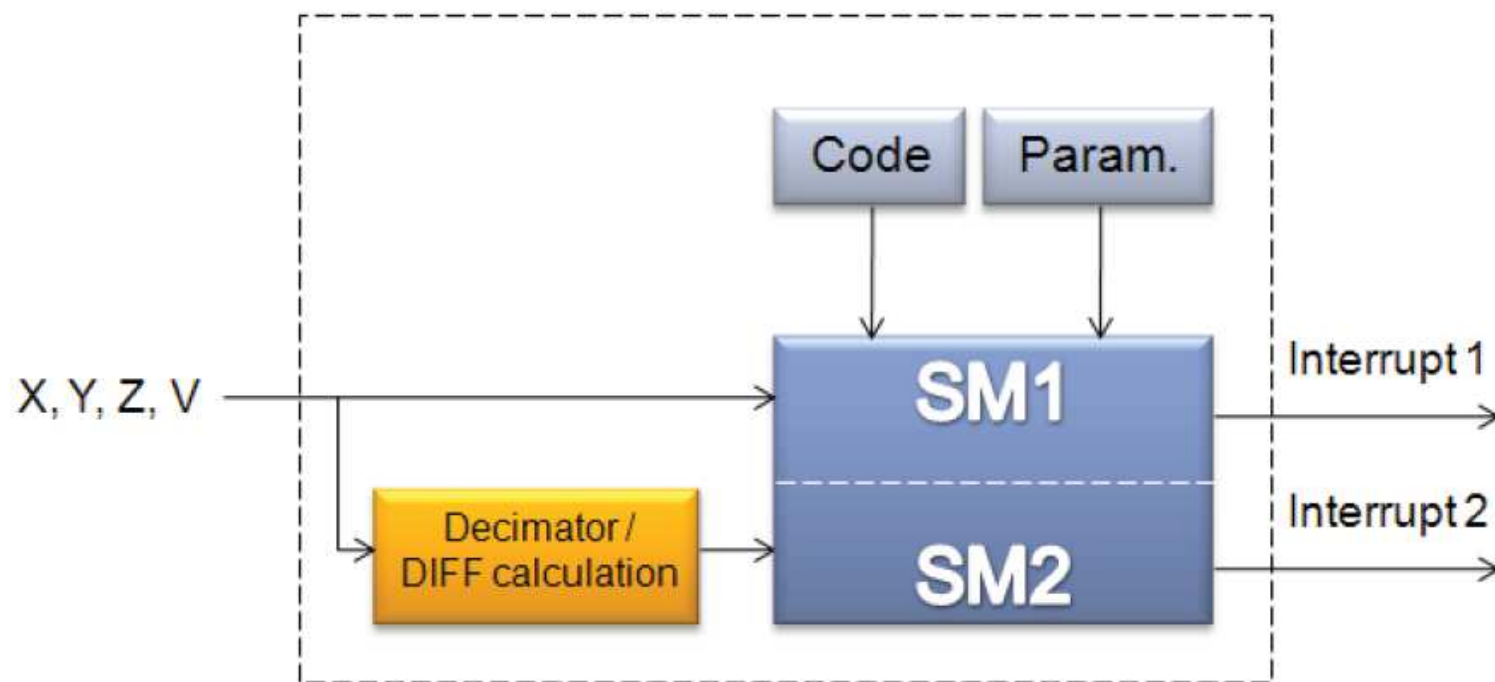 Code
Param.
X, Y, Z, V
SM1
Interrupt 1
Decimator /
DIFF calculation
SM2
Interrupt 2